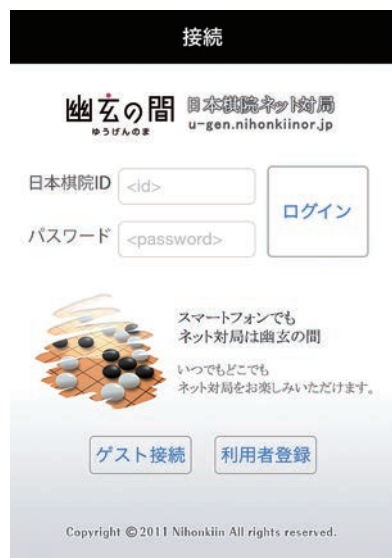 接続
幽玄の間
ゆうげんのま
日本棋院ネット対局
u-gen.nihonkiinor.jp
日本棋院ID
<id>
パスワード
<password>
ログイン
スマートフォンでも
ネット対局は幽玄の間
いつでもどこでも
ネット対局をお楽しみいただけます。
ゲスト接続
利用者登録
Copyright ©2011 Nihonkiin All rights reserved.